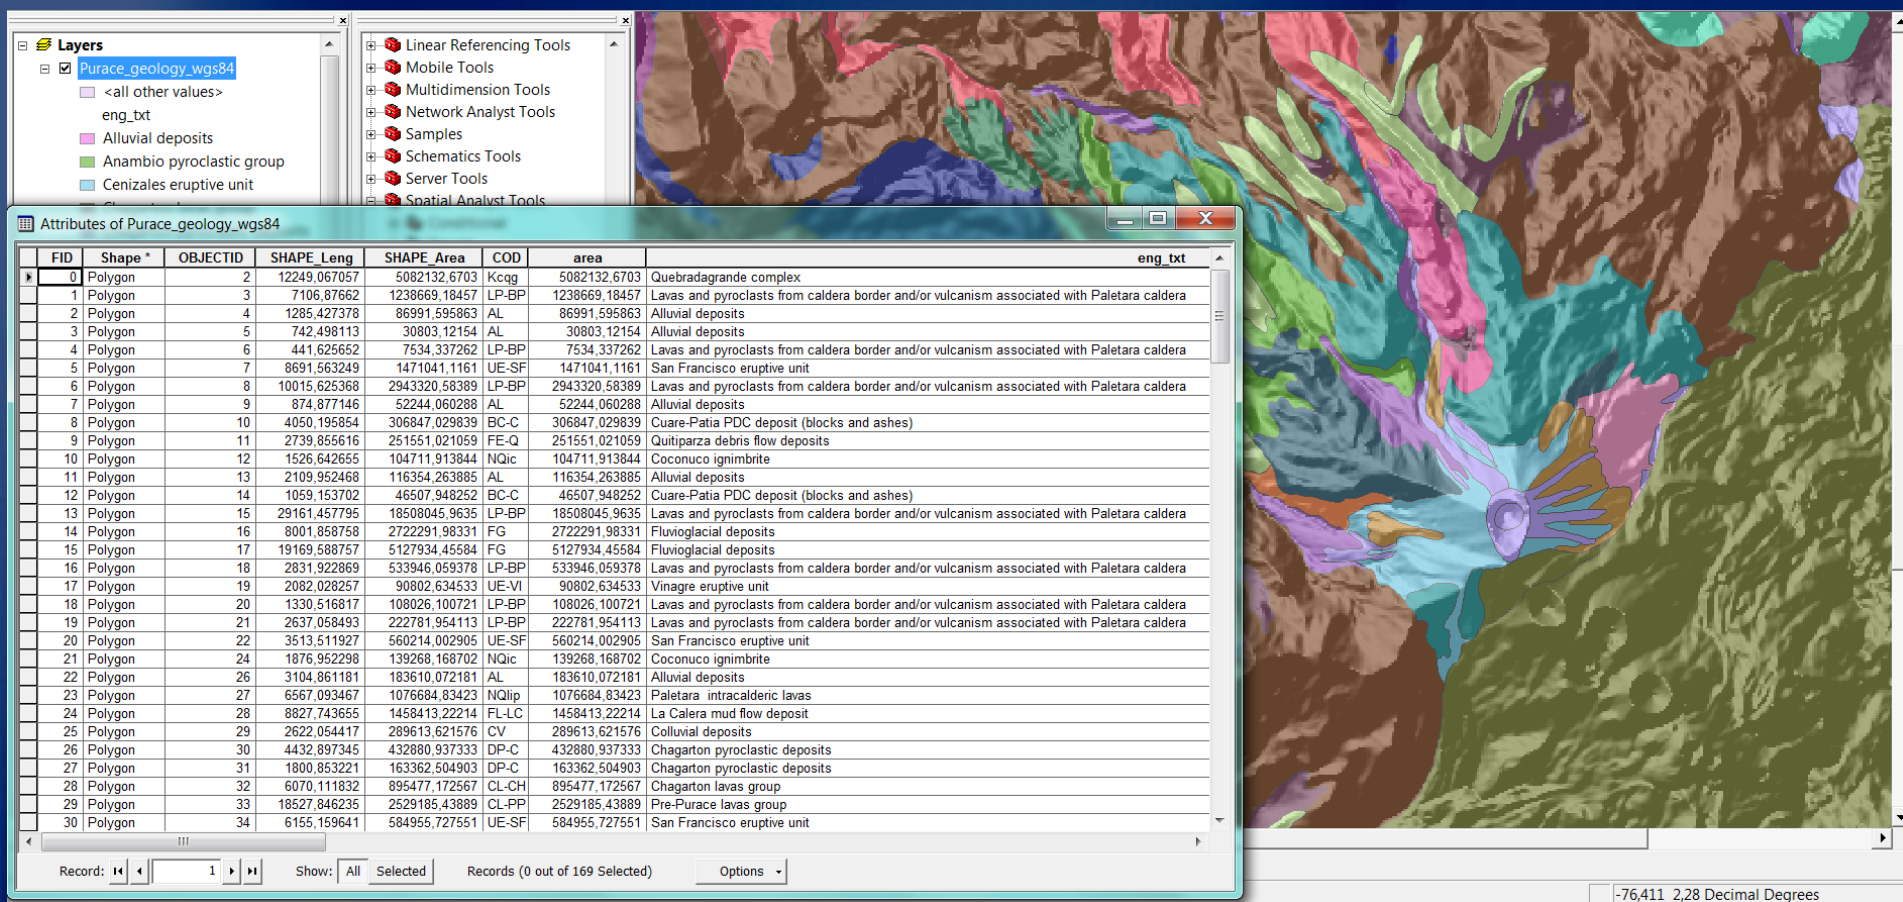 Layers
Purace_geology_wgs84
<all other values>
eng_txt
Alluvial deposits
Anambio pyroclastic group
Cenizales eruptive unit
Linear Referencing Tools
Mobile Tools
Multidimension Tools
Network Analyst Tools
Samples
Schematics Tools
Server Tools
Spatial Analyst Tools
Conditional
Attributes of Purace_geology_wgs84
FID Shape * OBJECTID SHAPE_Leng SHAPE_Area COD area eng_txt
0 Polygon 2 12249,067057 5082132,6703 Kcqg 5082132,6703 Quebradagrande complex
1 Polygon 3 7106,87662 1238669,18457 LP-BP 1238669,18457 Lavas and pyroclasts from caldera border and/or vulcanism associated with Paletara caldera
2 Polygon 4 1285,427378 86991,595863 AL 86991,595863 Alluvial deposits
3 Polygon 5 742,498113 30803,12154 AL 30803,12154 Alluvial deposits
4 Polygon 6 441,625652 7534,337262 LP-BP 7534,337262 Lavas and pyroclasts from caldera border and/or vulcanism associated with Paletara caldera
5 Polygon 7 8691,563249 1471041,1161 UE-SF 1471041,1161 San Francisco eruptive unit
6 Polygon 8 10015,625368 2943320,58389 LP-BP 2943320,58389 Lavas and pyroclasts from caldera border and/or vulcanism associated with Paletara caldera
7 Polygon 9 874,877146 52244,060288 AL 52244,060288 Alluvial deposits
8 Polygon 10 4050,195854 306847,029839 BC-C 306847,029839 Cuare-Patia PDC deposit (blocks and ashes)
9 Polygon 11 2739,855616 251551,021059 FE-Q 251551,021059 Quitiparza debris flow deposits
10 Polygon 12 1526,642655 104711,913844 NQic 104711,913844 Coconuco ignimbrite
11 Polygon 13 2109,952468 116354,263885 AL 116354,263885 Alluvial deposits
12 Polygon 14 1059,153702 46507,948252 BC-C 46507,948252 Cuare-Patia PDC deposit (blocks and ashes)
13 Polygon 15 29161,457795 18508045,9635 LP-BP 18508045,9635 Lavas and pyroclasts from caldera border and/or vulcanism associated with Paletara caldera
14 Polygon 16 8001,858758 2722291,98331 FG 2722291,98331 Fluvioglacial deposits
15 Polygon 17 19169,588757 5127934,45584 FG 5127934,45584 Fluvioglacial deposits
16 Polygon 18 2831,922869 533946,059378 LP-BP 533946,059378 Lavas and pyroclasts from caldera border and/or vulcanism associated with Paletara caldera
17 Polygon 19 2082,028257 90802,634533 UE-VI 90802,634533 Vinagre eruptive unit
18 Polygon 20 1330,516817 108026,100721 LP-BP 108026,100721 Lavas and pyroclasts from caldera border and/or vulcanism associated with Paletara caldera
19 Polygon 21 2637,058493 222781,954113 LP-BP 222781,954113 Lavas and pyroclasts from caldera border and/or vulcanism associated with Paletara caldera
20 Polygon 22 3513,511927 560214,002905 UE-SF 560214,002905 San Francisco eruptive unit
21 Polygon 24 1876,952298 139268,168702 NQic 139268,168702 Coconuco ignimbrite
22 Polygon 26 3104,861181 183610,072181 AL 183610,072181 Alluvial deposits
23 Polygon 27 6567,093467 1076684,83423 NQlip 1076684,83423 Paletara intracalderic lavas
24 Polygon 28 8827,743655 1458413,22214 FL-LC 1458413,22214 La Calera mud flow deposit
25 Polygon 29 2622,054417 289613,621576 CV 289613,621576 Colluvial deposits
26 Polygon 30 4432,897345 432880,937333 DP-C 432880,937333 Chagarton pyroclastic deposits
27 Polygon 31 1800,853221 163362,504903 DP-C 163362,504903 Chagarton pyroclastic deposits
28 Polygon 32 6070,111832 895477,172567 CL-CH 895477,172567 Chagarton lavas group
29 Polygon 33 18527,846235 2529185,43889 CL-PP 2529185,43889 Pre-Purace lavas group
30 Polygon 34 6155,159641 584955,727551 UE-SF 584955,727551 San Francisco eruptive unit
Record: 1 Show: All Selected Records (0 out of 169 Selected) Options
-76,411 2,28 Decimal Degrees